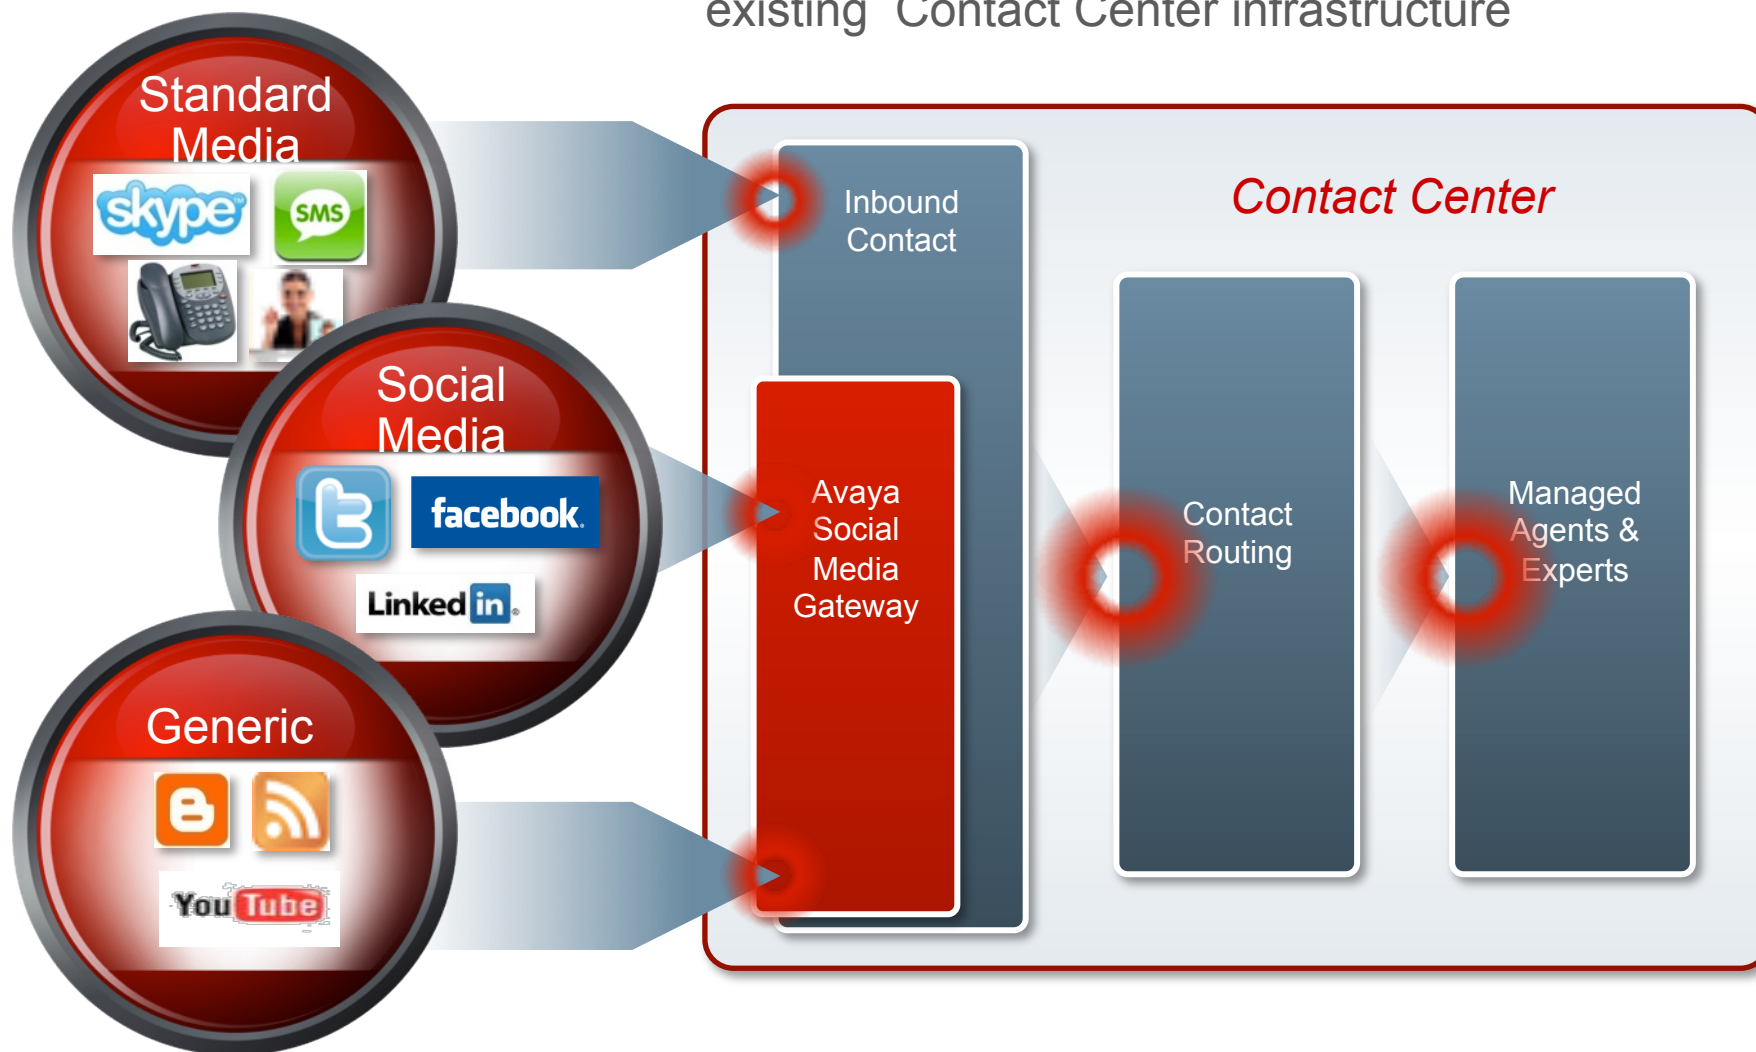 existing Contact Center infrastructure
Standard
Media
skype
SMS
Social
Media
facebook.
Linked in.
Generic
You Tube
Contact Center
Inbound
Contact
Avaya
Social
Media
Gateway
Contact
Routing
Managed
Agents &
Experts